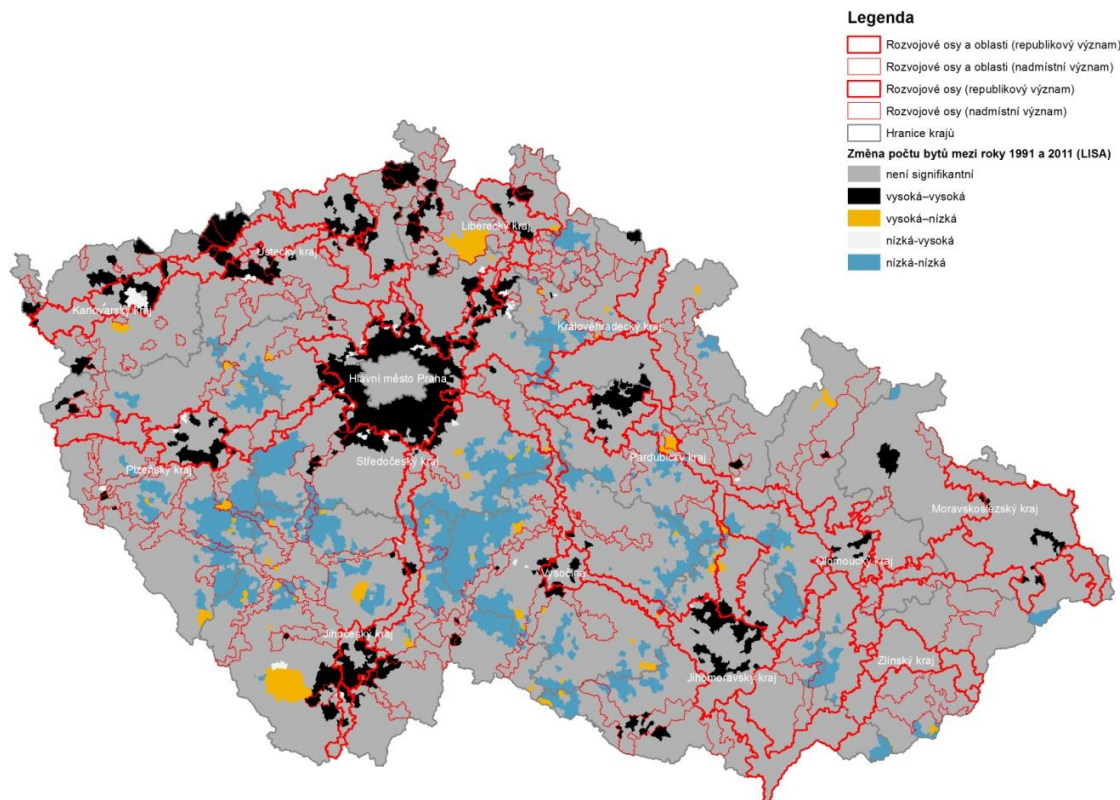 Legenda
Rozvojové osy a oblasti (republikový význam)
Rozvojové osy a oblasti (nadmístní význam)
Rozvojové osy (republikový význam)
Rozvojové osy (nadmístní význam)
Hranice krajů
Změna počtu bytů mezi roky 1991 a 2011 (LISA)
není signifikantní
vysoká–vysoká
vysoká–nízká
nízká-vysoká
nízká-nízká
Liberecký kraj
Ústecký kraj
Karlovarský kraj
Královéhradecký kraj
Hlavní město Praha
Středočeský kraj
Pardubický kraj
Plzeňský kraj
Moravskoslezský kraj
Olomoucký kraj
Vysočina
Jihočeský kraj
Zlínský kraj
Jihomoravský kraj